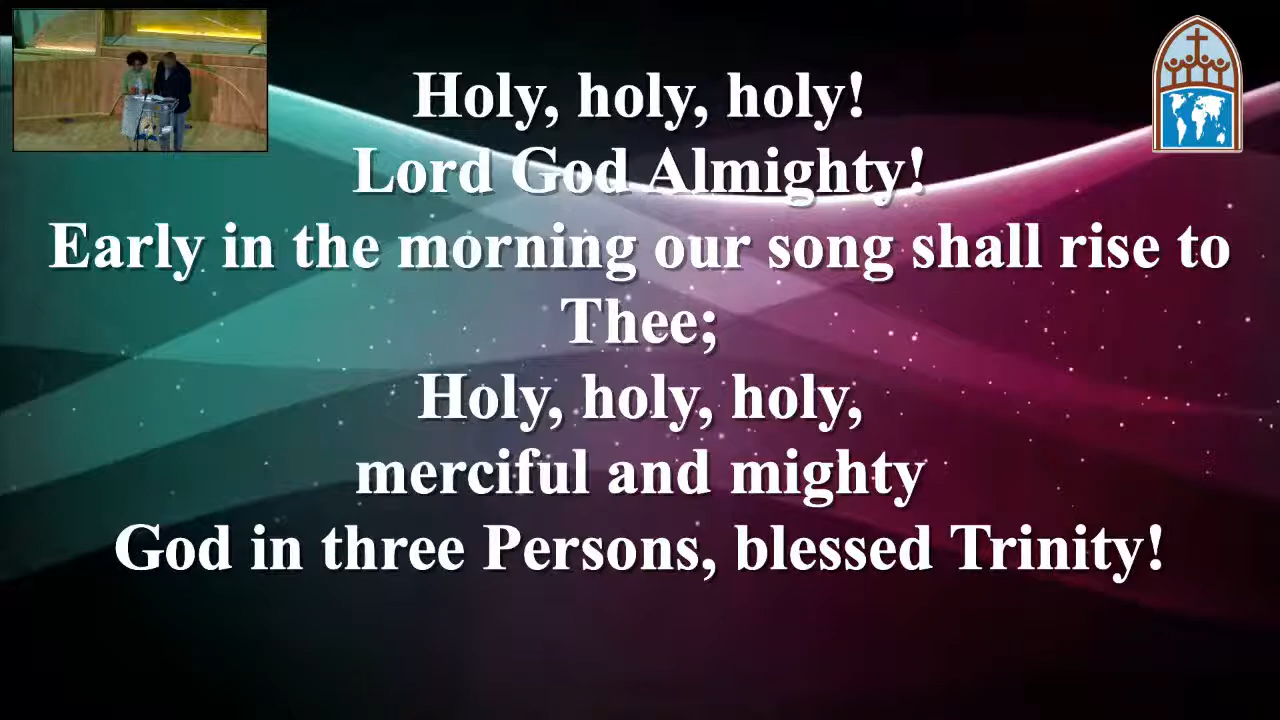 Holy, holy, holy!
Lord God Almighty!
Early in the morning our song shall rise to
Thee;
Holy, holy, holy,
merciful and mighty
God in three Persons, blessed Trinity!